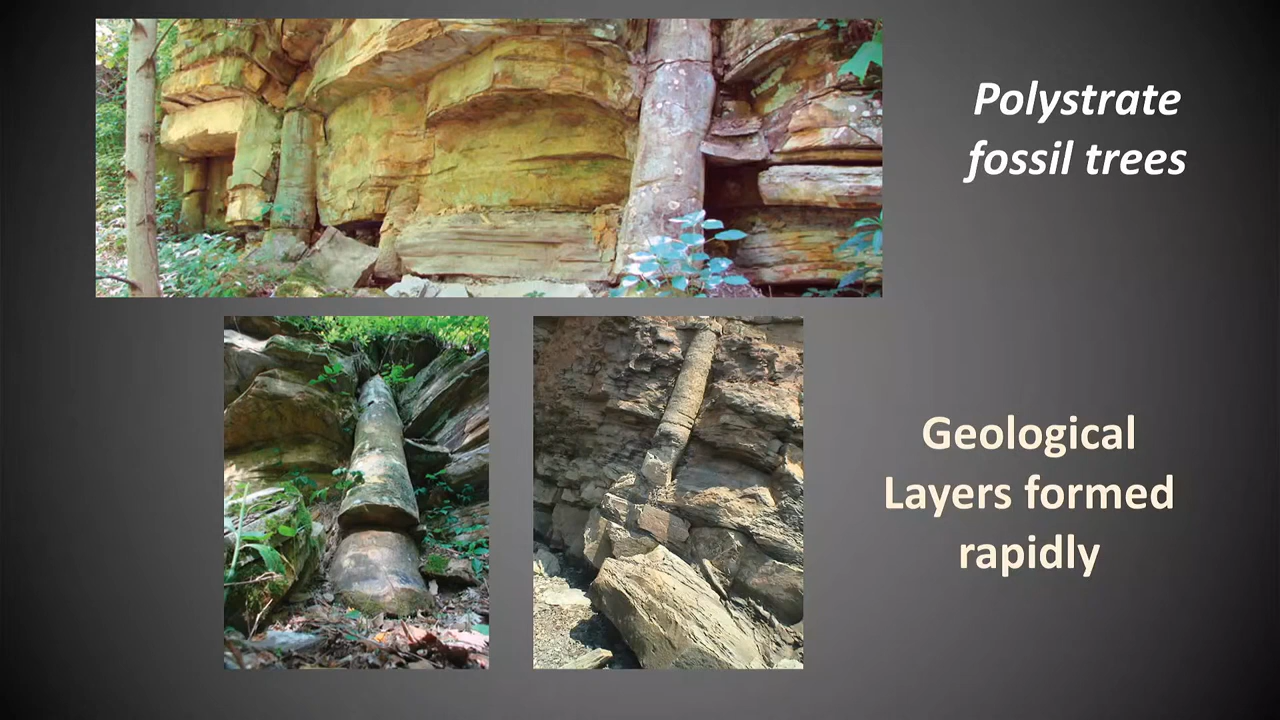 Polystrate
fossil trees
Geological
Layers formed
rapidly